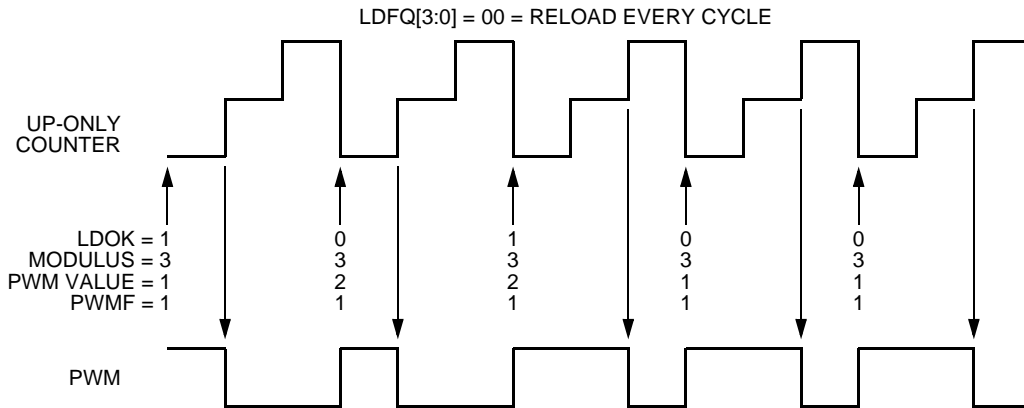 LDFQ[3:0] = 00 = RELOAD EVERY CYCLE
UP-ONLY
COUNTER
LDOK = 1 0 1 0 0
MODULUS = 3 3 3 3 3
PWM VALUE = 1 2 2 1 1
PWMF = 1 1 1 1 1
PWM